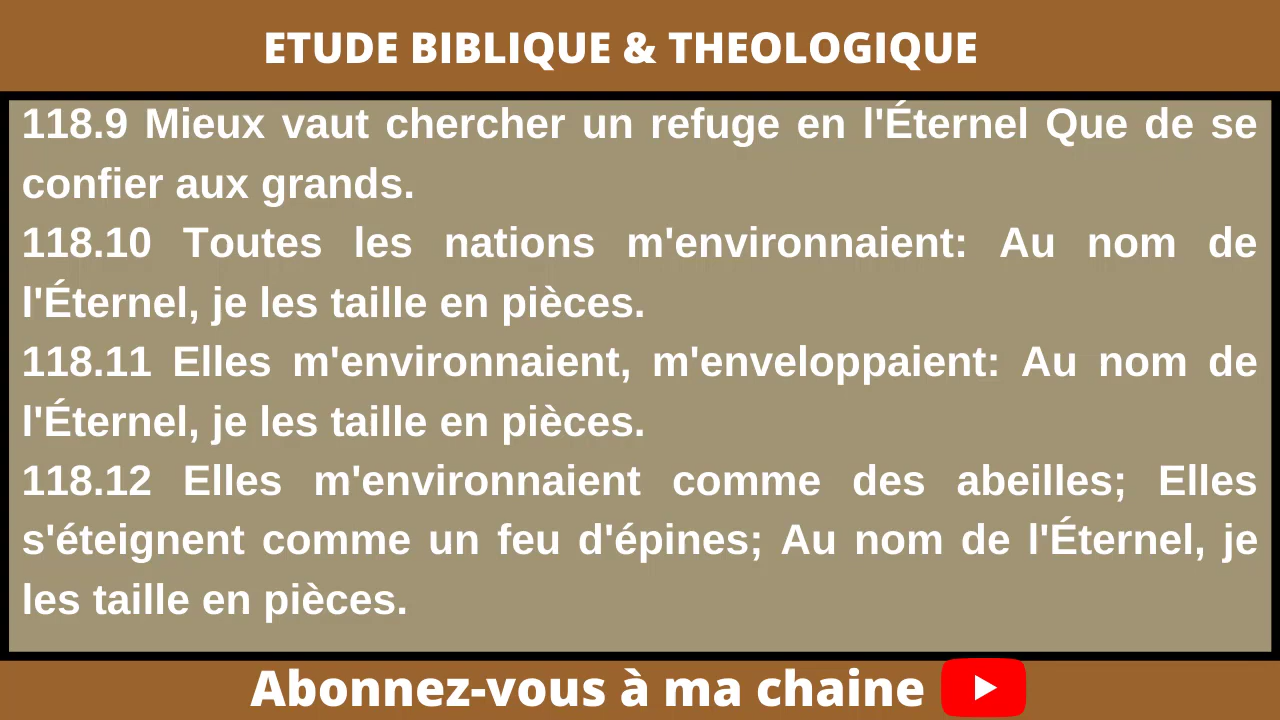 ETUDE BIBLIQUE & THEOLOGIQUE
118.9 Mieux vaut chercher un refuge en l'Éternel Que de se
confier aux grands.
118.10 Toutes les nations m'environnaient: Au nom de
l'Éternel, je les taille en pièces.
118.11 Elles m'environnaient, m'enveloppaient: Au nom de
l'Éternel, je les taille en pièces.
118.12 Elles m'environnaient comme des abeilles; Elles
s'éteignent comme un feu d'épines; Au nom de l'Éternel, je
les taille en pièces.
Abonnez-vous à ma chaine